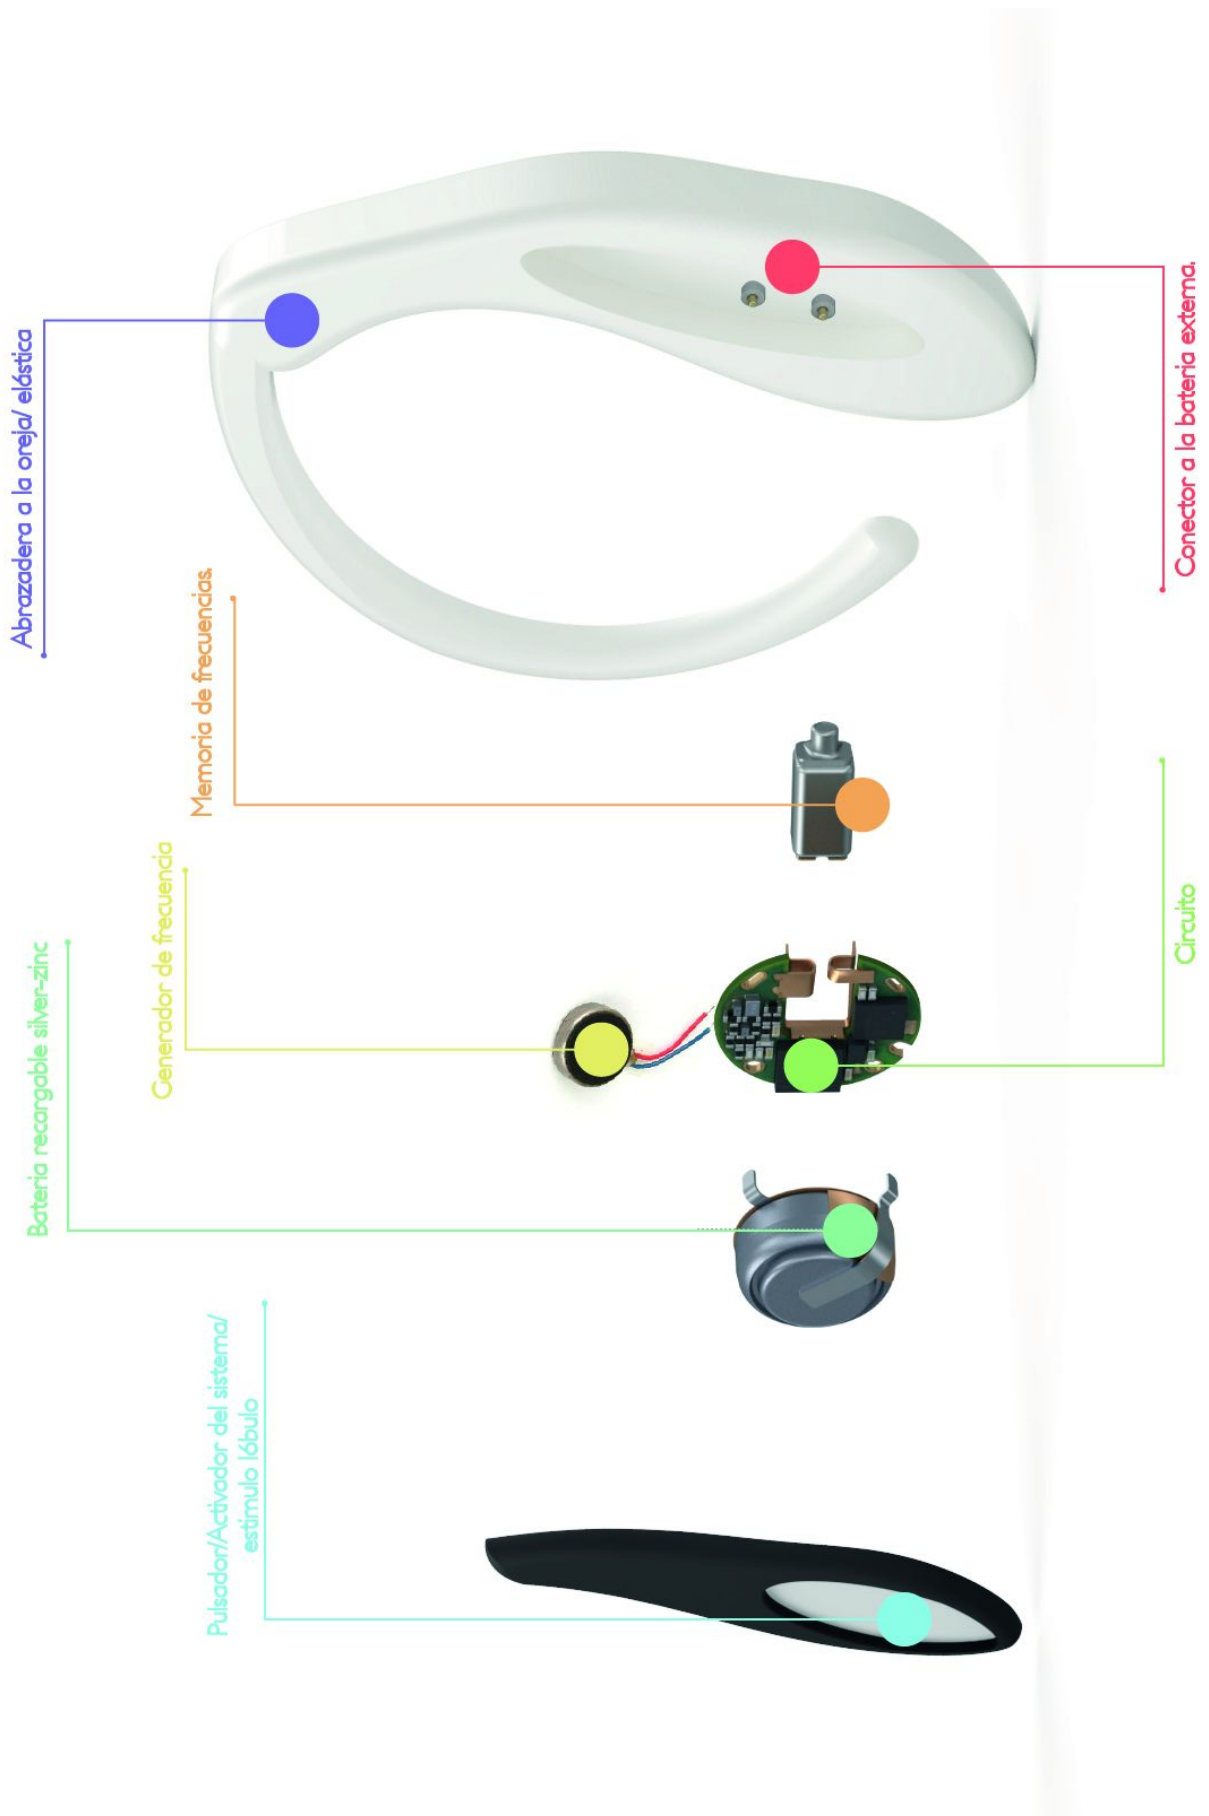 Abrazadera a la oreja/ elástica
Conector a la bateria externa.
Memoria de frecuencias.
Generador de frecuencia
Circuito
Bateria recargable silver-zinc
Pulsador/Activador del sistema/
estimulo lóbulo